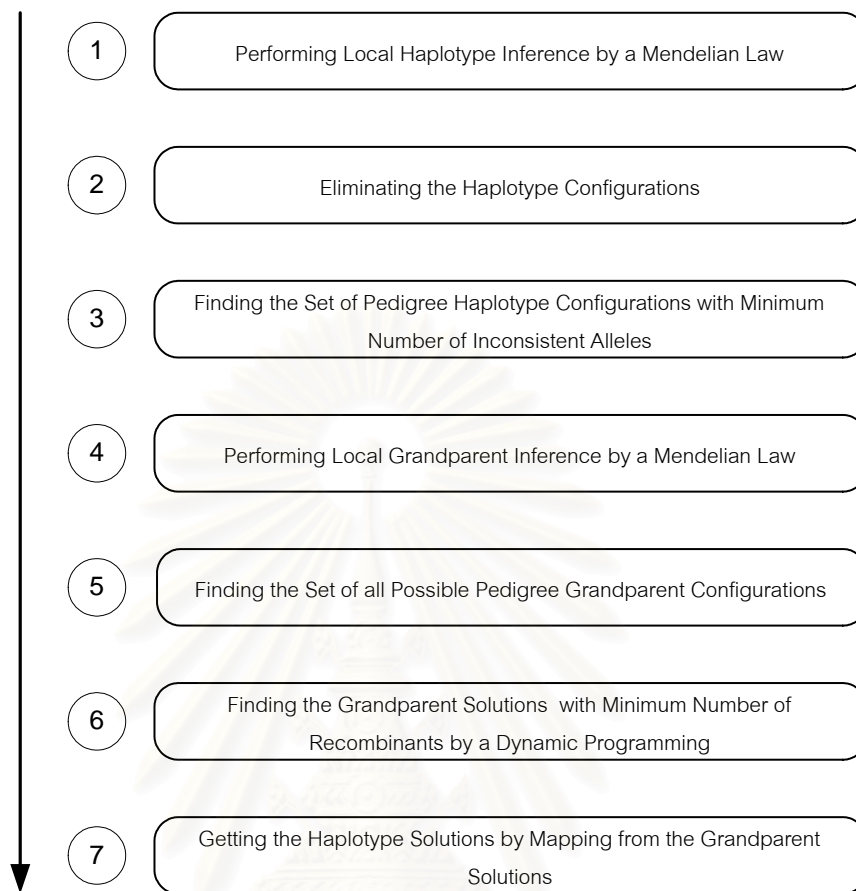 1
Performing Local Haplotype Inference by a Mendelian Law
2
Eliminating the Haplotype Configurations
3
Finding the Set of Pedigree Haplotype Configurations with Minimum
Number of Inconsistent Alleles
4
Performing Local Grandparent Inference by a Mendelian Law
5
Finding the Set of all Possible Pedigree Grandparent Configurations
6
Finding the Grandparent Solutions with Minimum Number of
Recombinants by a Dynamic Programming
7
Getting the Haplotype Solutions by Mapping from the Grandparent
Solutions